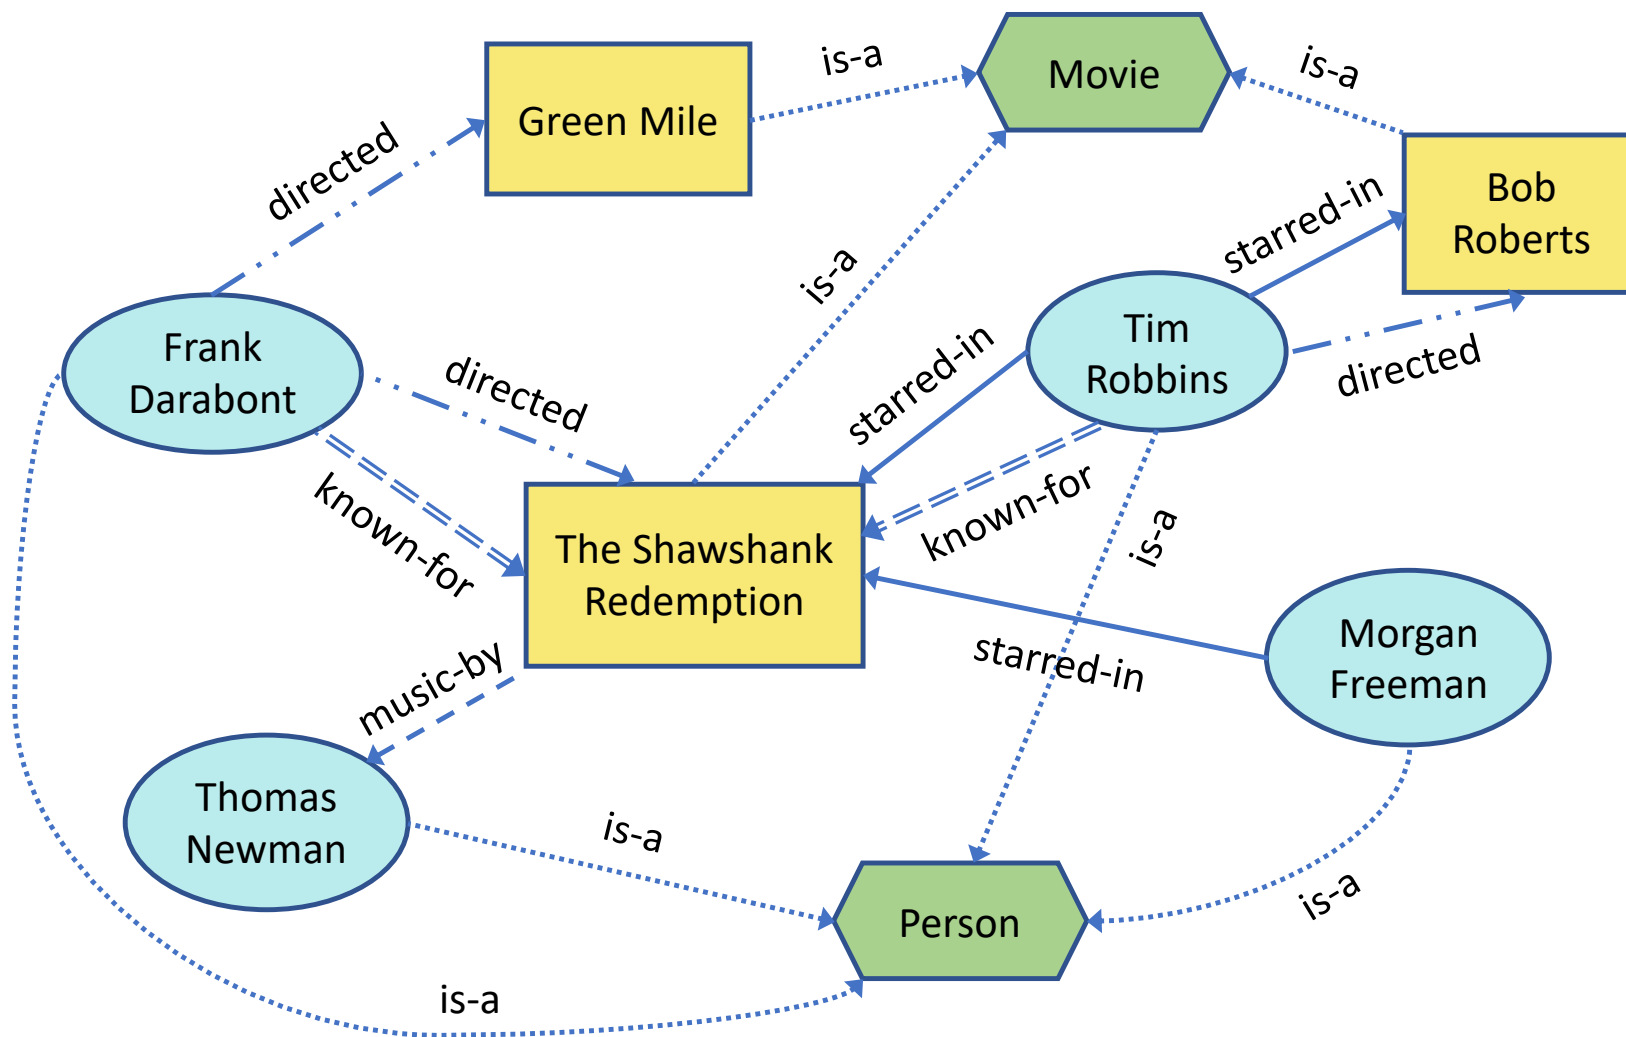 is-a
Movie
is-a
Green Mile
directed
Bob
Roberts
starred-in
is-a
Frank
Darabont
Tim
Robbins
directed
starred-in
directed
known-for
known-for
The Shawshank
Redemption
is-a
Morgan
Freeman
starred-in
music-by
Thomas
Newman
is-a
is-a
Person
is-a